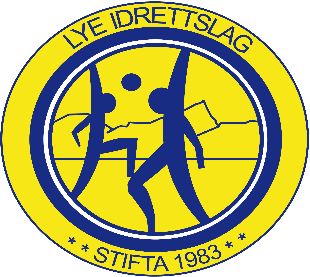 LYE IDRETTSLAG
* * STIFTA 1983 * *